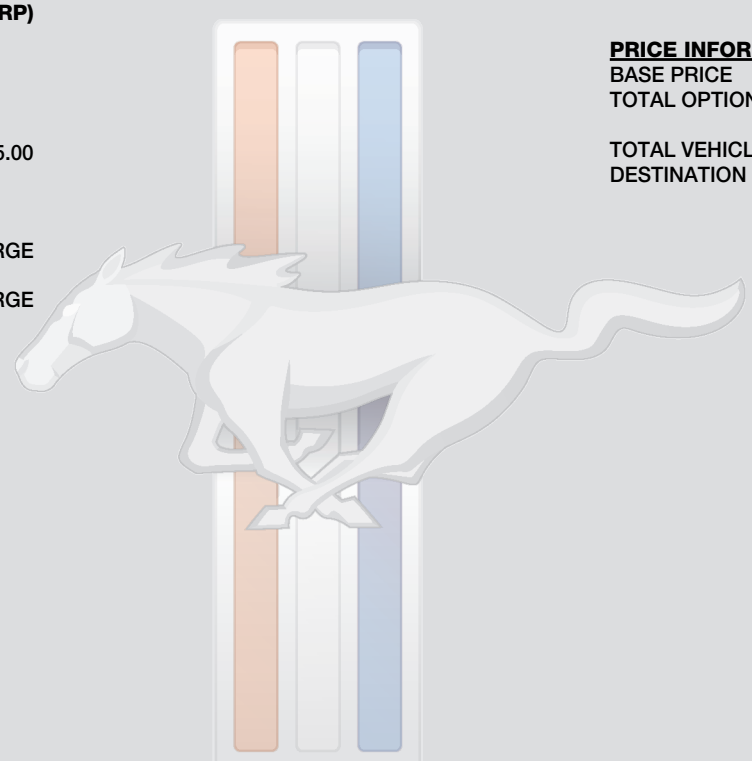 RP)
5.00
RGE
RGE
PRICE INFOR
BASE PRICE
TOTAL OPTION
TOTAL VEHICL
DESTINATION